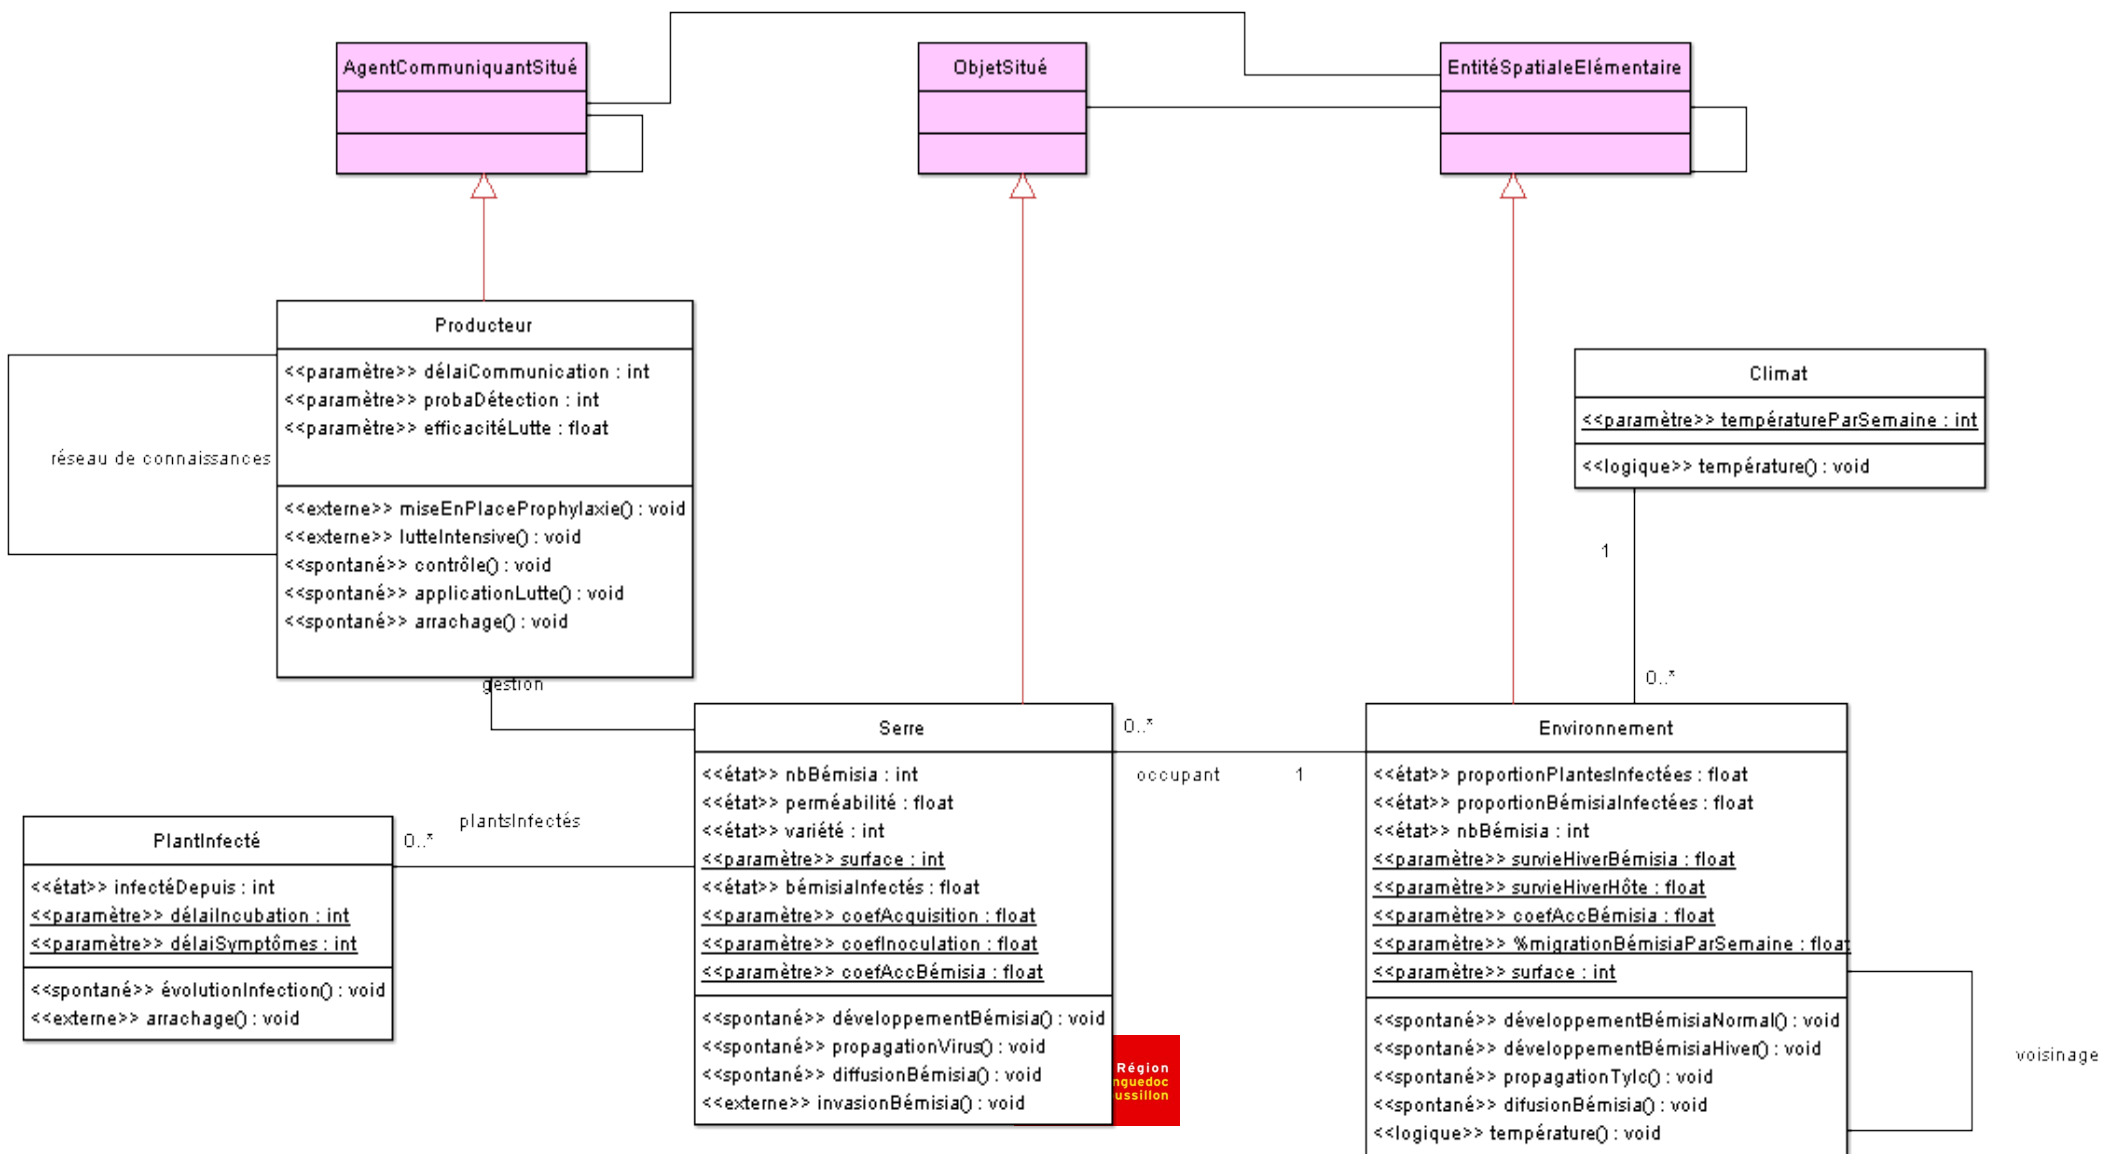 AgentCommuniquantSitué
ObjetSitué
EntitéSpatialeElémentaire
Producteur
<<paramètre>> délaiCommunication : int
<<paramètre>> probaDétection : int
<<paramètre>> efficacitéLutte : float
<<externe>> miseEnPlaceProphylaxie() : void
<<externe>> lutteIntensive() : void
<<spontané>> contrôle() : void
<<spontané>> applicationLutte() : void
<<spontané>> arrachage() : void
réseau de connaissances
Climat
<<paramètre>> températureParSemaine : int
<<logique>> température() : void
1
0..*
gestion
Serre
<<état>> nbBémisia : int
<<état>> perméabilité : float
<<état>> variété : int
<<paramètre>> surface : int
<<état>> bémisiaInfectés : float
<<paramètre>> coefAcquisition : float
<<paramètre>> coefInoculation : float
<<paramètre>> coefAccBémisia : float
<<spontané>> développementBémisia() : void
<<spontané>> propagationVirus() : void
<<spontané>> diffusionBémisia() : void
<<externe>> invasionBémisia() : void
0..*
occupant
1
Environnement
<<état>> proportionPlantesInfectées : float
<<état>> proportionBémisiaInfectées : float
<<état>> nbBémisia : int
<<paramètre>> survieHiverBémisia : float
<<paramètre>> survieHiverHôte : float
<<paramètre>> coefAccBémisia : float
<<paramètre>> %migrationBémisiaParSemaine : float
<<paramètre>> surface : int
<<spontané>> développementBémisiaNormal() : void
<<spontané>> développementBémisiaHiver() : void
<<spontané>> propagationTylc() : void
<<spontané>> difusionBémisia() : void
<<logique>> température() : void
voisinage
PlantInfecté
<<état>> infectéDepuis : int
<<paramètre>> délaiIncubation : int
<<paramètre>> délaiSymptômes : int
<<spontané>> évolutionInfection() : void
<<externe>> arrachage() : void
0..*
plantsInfectés
Région
nguedoc
ussillon